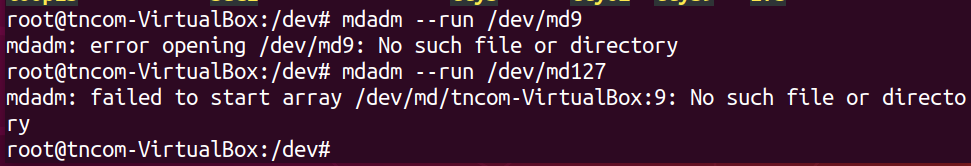 root@tncom-VirtualBox:/dev# mdadm --run /dev/md9
mdadm: error opening /dev/md9: No such file or directory
root@tncom-VirtualBox:/dev# mdadm --run /dev/md127
mdadm: failed to start array /dev/md/tncom-VirtualBox:9: No such file or directo
ry
root@tncom-VirtualBox:/dev#